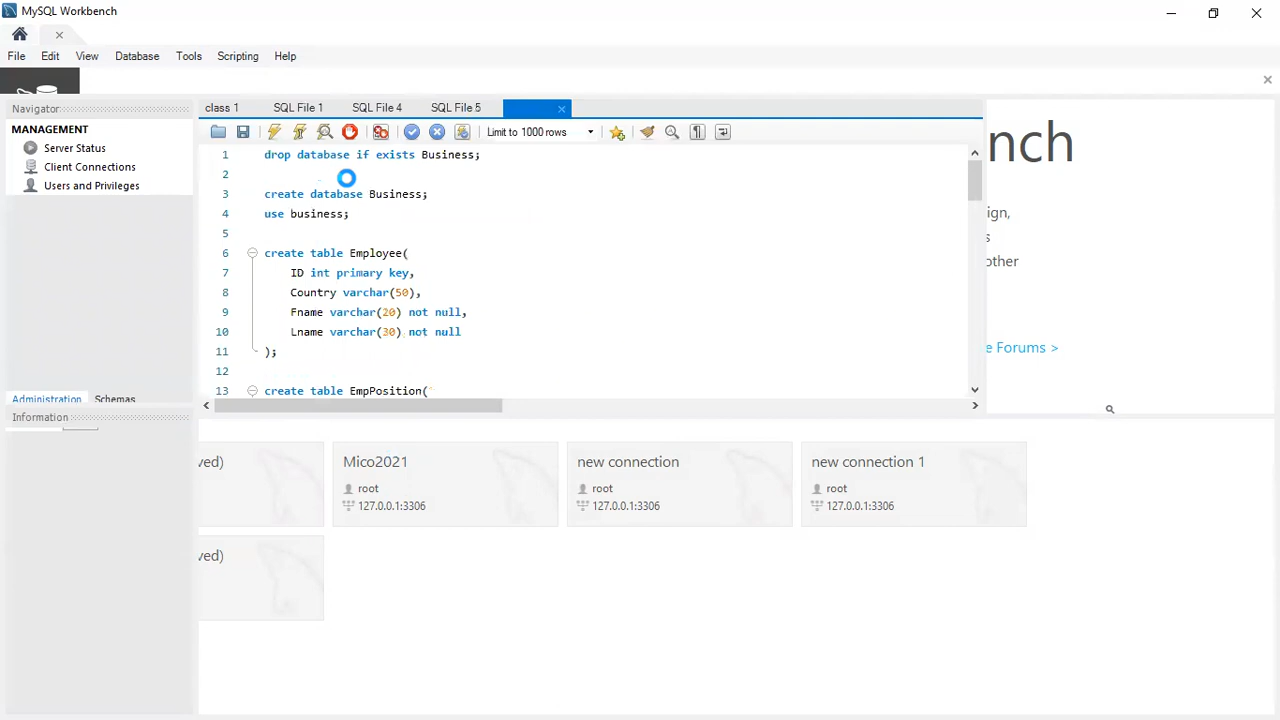 MySQL Workbench
File Edit View Database Tools Scripting Help
Navigator
MANAGEMENT
Server Status
Client Connections
Users and Privileges
Administration Schemas
Information
class 1 SQL File 1 SQL File 4 SQL File 5
Limit to 1000 rows
1 drop database if exists Business;
2
3 create database Business;
4 use business;
5
6 create table Employee(
7 ID int primary key,
8 Country varchar(50),
9 Fname varchar(20) not null,
10 Lname varchar(30) not null
11 );
12
13 create table EmpPosition(
nch
ign,
s
other
e Forums >
ved) Mico2021 new connection new connection 1
root root root
127.0.0.1:3306 127.0.0.1:3306 127.0.0.1:3306
ved)